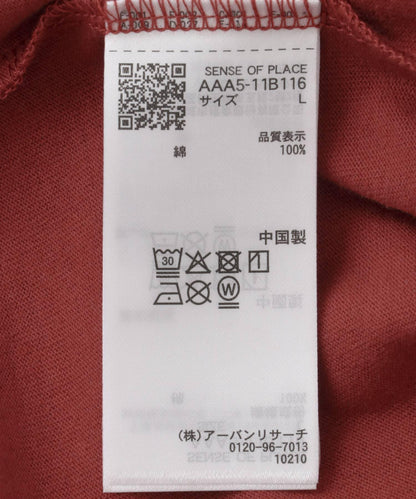 SENSE OF PLACE
AAA5-11B116
サイズ L
品質表示
綿 100%
中国製
30
W
(株)アーバンリサーチ
0120-96-7013
10210